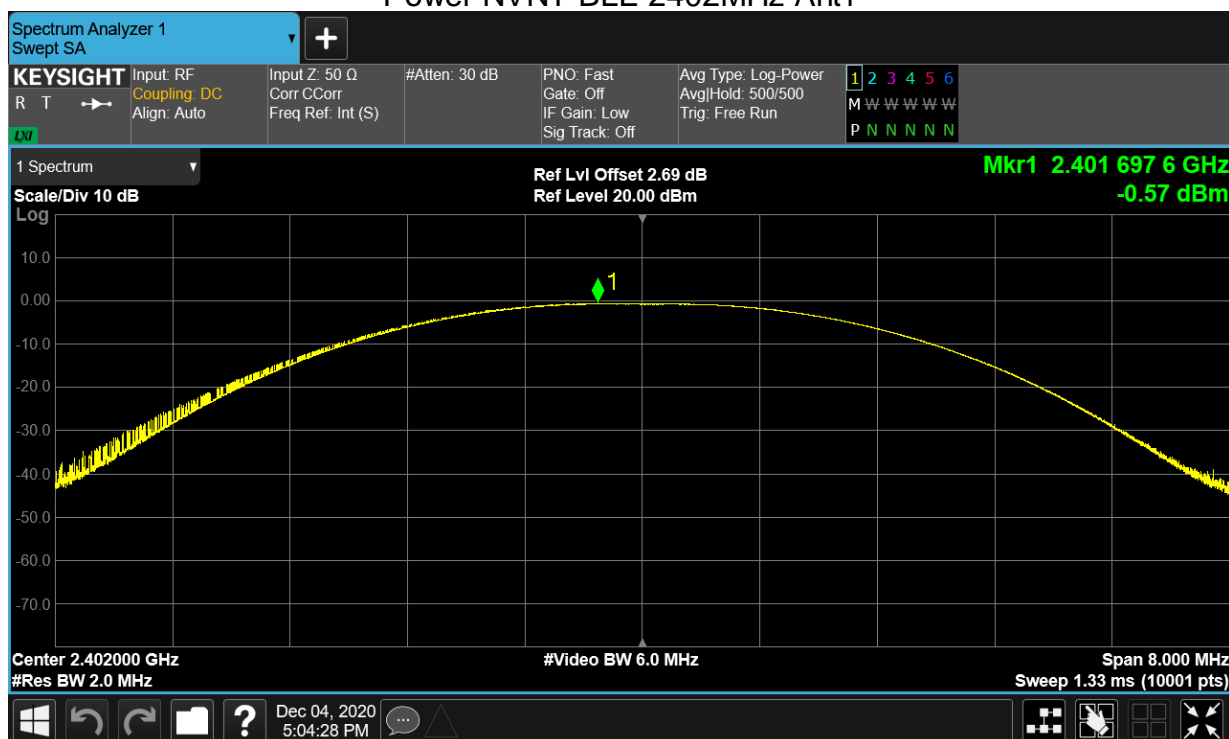 Power NVNT BLE 2402MHz Ant1
Spectrum Analyzer 1
Swept SA
KEYSIGHT
R T
LXI
Input: RF
Coupling: DC
Align: Auto
Input Z: 50 Ω
Corr CCorr
Freq Ref: Int (S)
#Atten: 30 dB
PNO: Fast
Gate: Off
IF Gain: Low
Sig Track: Off
Avg Type: Log-Power
Avg|Hold: 500/500
Trig: Free Run
1 2 3 4 5 6
M W W W W W
P N N N N N
1 Spectrum
Scale/Div 10 dB
Ref Lvl Offset 2.69 dB
Ref Level 20.00 dBm
Mkr1 2.401 697 6 GHz
-0.57 dBm
Log
10.0
0.00
-10.0
-20.0
-30.0
-40.0
-50.0
-60.0
-70.0
1
Center 2.402000 GHz
#Res BW 2.0 MHz
#Video BW 6.0 MHz
Span 8.000 MHz
Sweep 1.33 ms (10001 pts)
?
Dec 04, 2020
5:04:28 PM